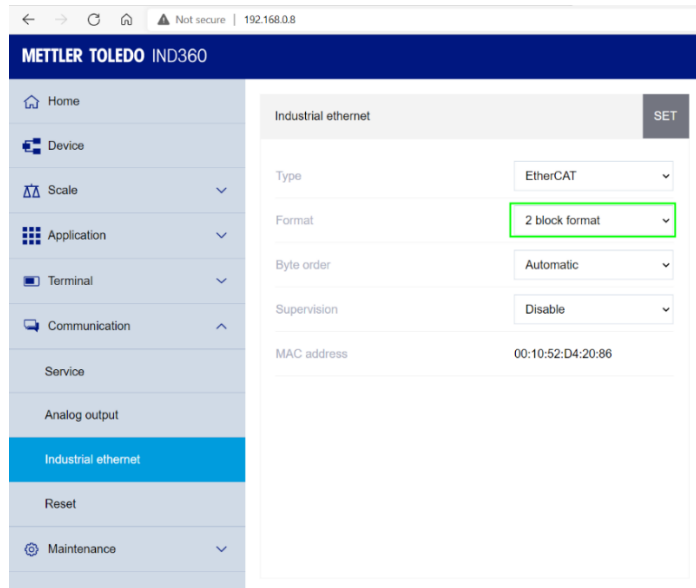 Not secure | 192.168.0.8
METTLER TOLEDO IND360
Home
Device
Scale
Application
Terminal
Communication
Service
Analog output
Industrial ethernet
Reset
Maintenance
Industrial ethernet SET
Type EtherCAT
Format 2 block format
Byte order Automatic
Supervision Disable
MAC address 00:10:52:D4:20:86